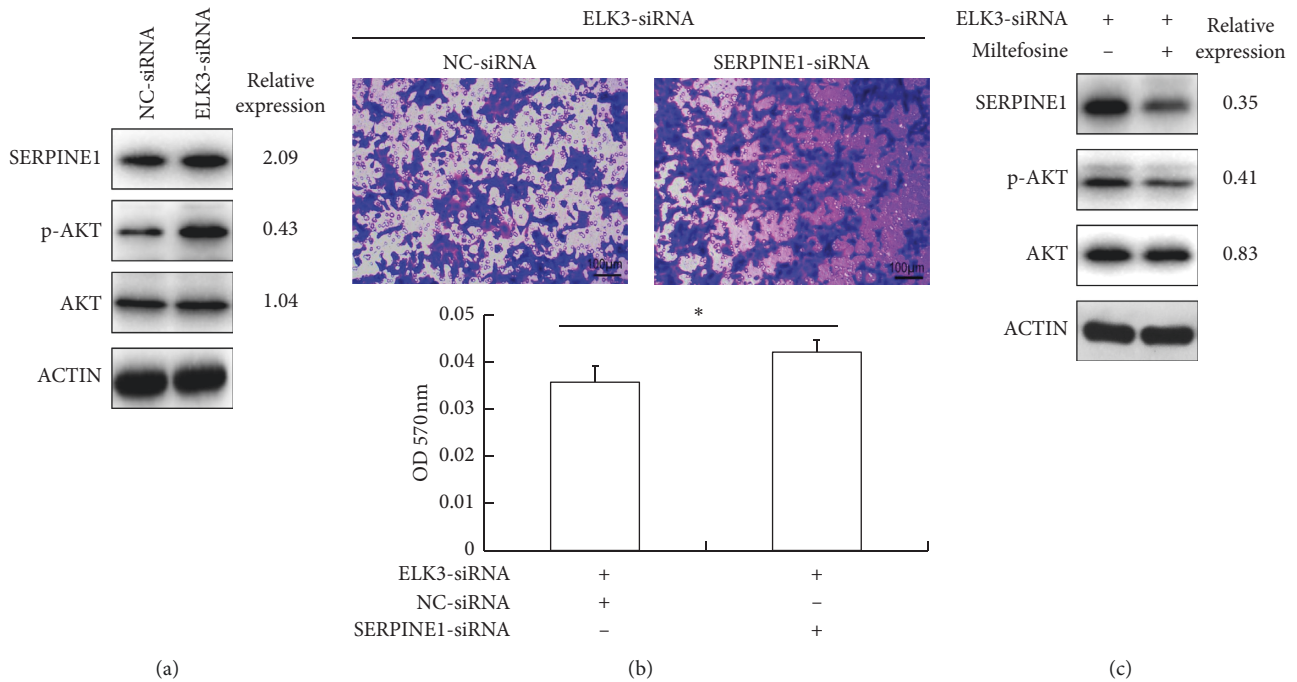 NC-siRNA
ELK3-siRNA
Relative
expression
SERPINE1
2.09
p-AKT
0.43
AKT
1.04
ACTIN
(a)
ELK3-siRNA
NC-siRNA
SERPINE1-siRNA
100μm
100μm
*
OD 570nm
0.05
0.04
0.03
0.02
0.01
0
ELK3-siRNA + +
NC-siRNA + –
SERPINE1-siRNA – +
(b)
ELK3-siRNA + +
Miltefosine – +
Relative
expression
SERPINE1
0.35
p-AKT
0.41
AKT
0.83
ACTIN
(c)